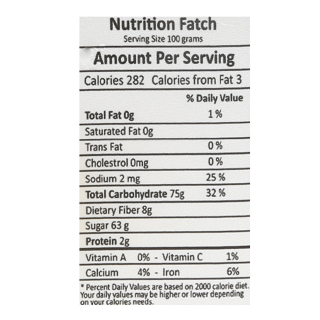 Nutrition Fatch
Serving Size 100 grams
Amount Per Serving
Calories 282 Calories from Fat 3
% Daily Value
Total Fat 0g 1%
Saturated Fat 0g
Trans Fat 0%
Cholestrol 0mg 0%
Sodium 2 mg 25%
Total Carbohydrate 75g 32%
Dietary Fiber 8g
Sugar 63 g
Protein 2g
Vitamin A 0% - Vitamin C 1%
Calcium 4% - Iron 6%
* Percent Daily Values are based on 2000 calorie diet.
Your daily values may be higher or lower depending
on your calories needs.